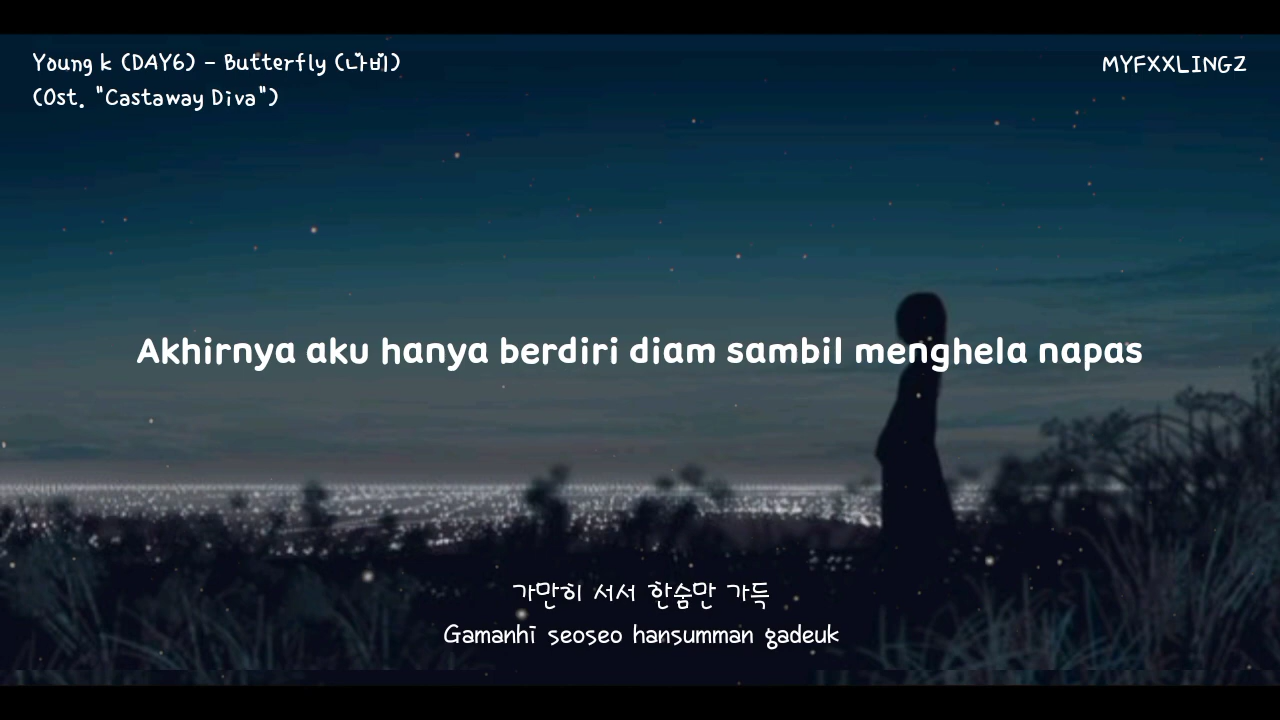 Young k (DAY6) - Butterfly (나비)
(Ost. "Castaway Diva")
MYFXXLINGZ
Akhirnya aku hanya berdiri diam sambil menghela napas
가만히 서서 한숨만 가득
Gamanhi seoseo hansumman gadeuk